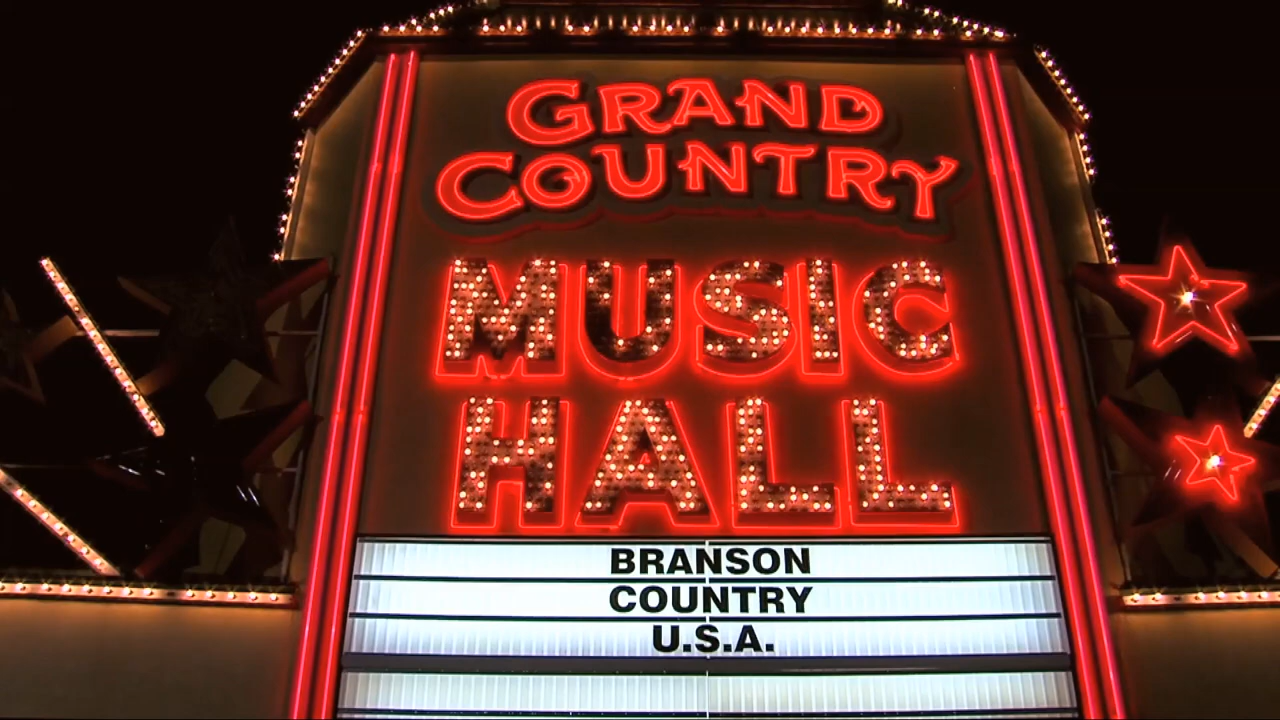 GRAND
COUNTRY
MUSIC
HALL
BRANSON
COUNTRY
U.S.A.